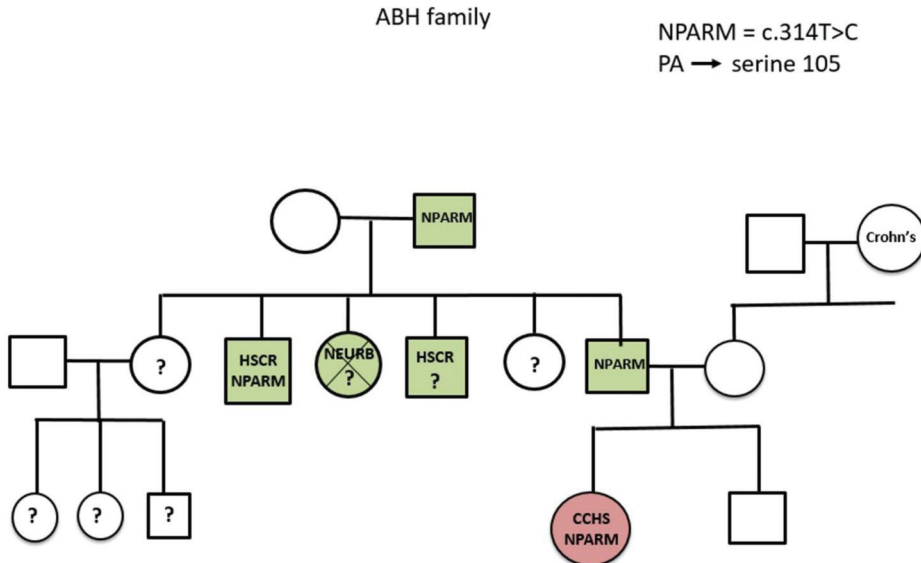 ABH family
NPARM = c.314T>C
PA → serine 105
NPARM
Crohn's
?
HSCR
NPARM
NEURB
?
HSCR
?
?
NPARM
?
?
?
CCHS
NPARM